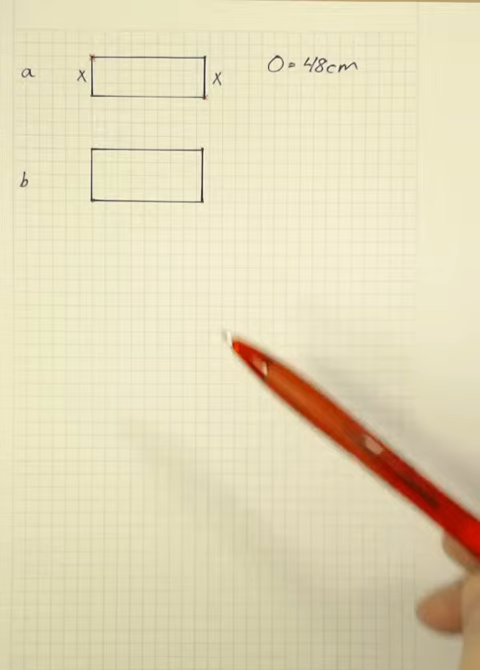 a x x O = 48cm
b